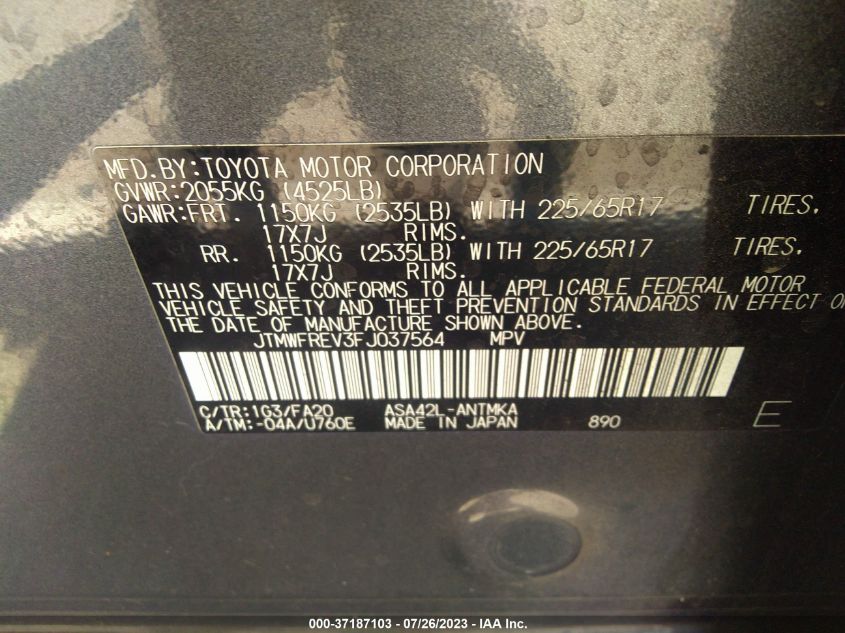 MFD.BY:TOYOTA MOTOR CORPORATION
GVWR:2055KG (4525LB)
GAWR:FRT. 1150KG (2535LB) WITH 225/65R17 TIRES.
17X7J RIMS.
RR. 1150KG (2535LB) WITH 225/65R17 TIRES.
17X7J RIMS.
THIS VEHICLE CONFORMS TO ALL APPLICABLE FEDERAL MOTOR
VEHICLE SAFETY AND THEFT PREVENTION STANDARDS IN EFFECT
THE DATE OF MANUFACTURE SHOWN ABOVE.
JTMWFREV3FJ037564 MPV
C/TR:1G3/FA20 ASA42L-ANTMKA
A/TM:-04A/U760E MADE IN JAPAN 890 E
000-37187103 - 07/26/2023 - IAA Inc.